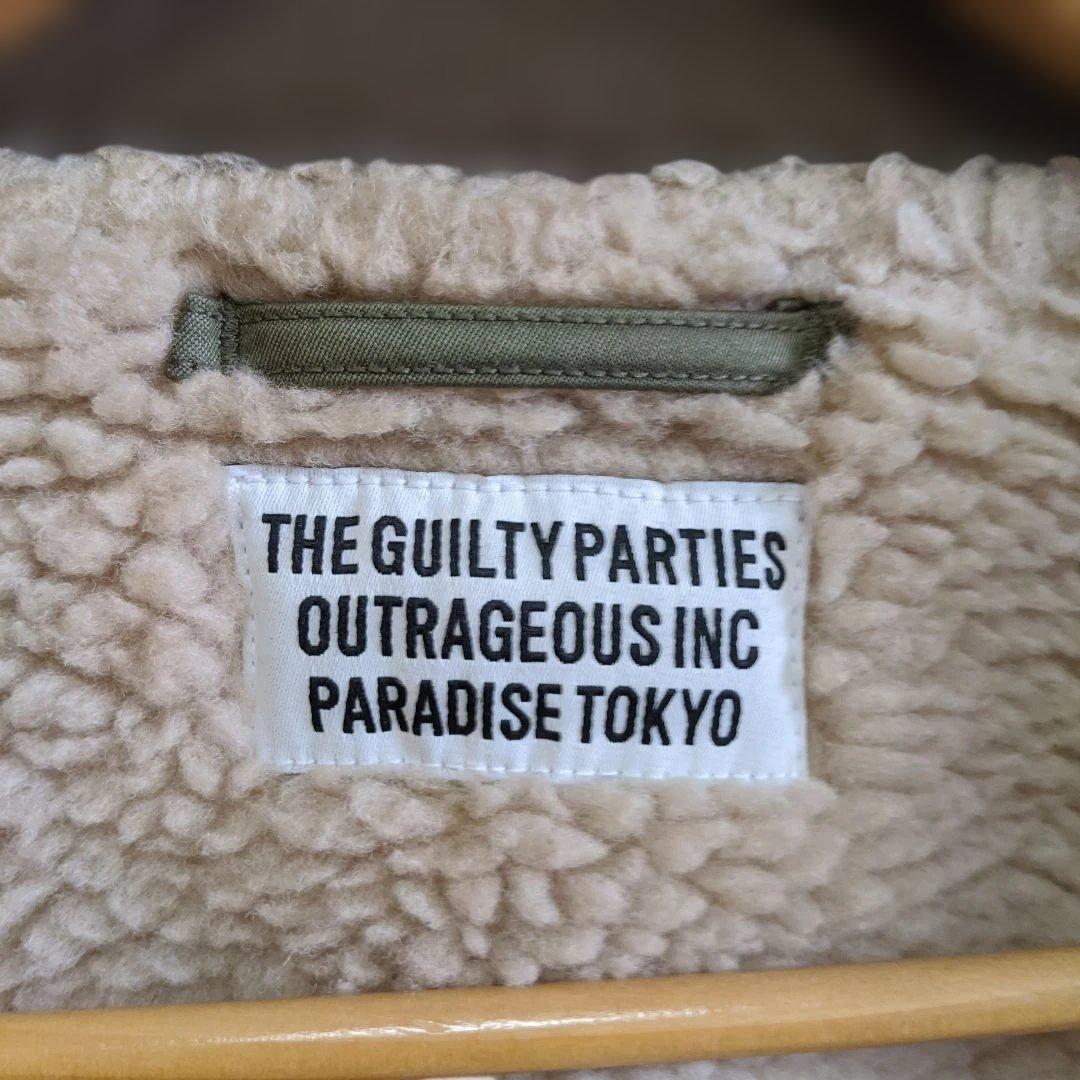 THE GUILTY PARTIES
OUTRAGEOUS INC
PARADISE TOKYO